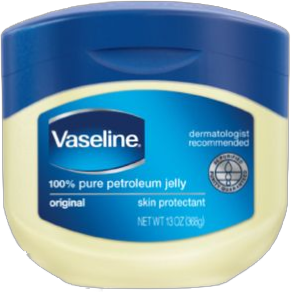 Vaseline.
dermatologist
recommended
100% pure petroleum jelly
original
skin protectant
NET WT 13 OZ (368g)